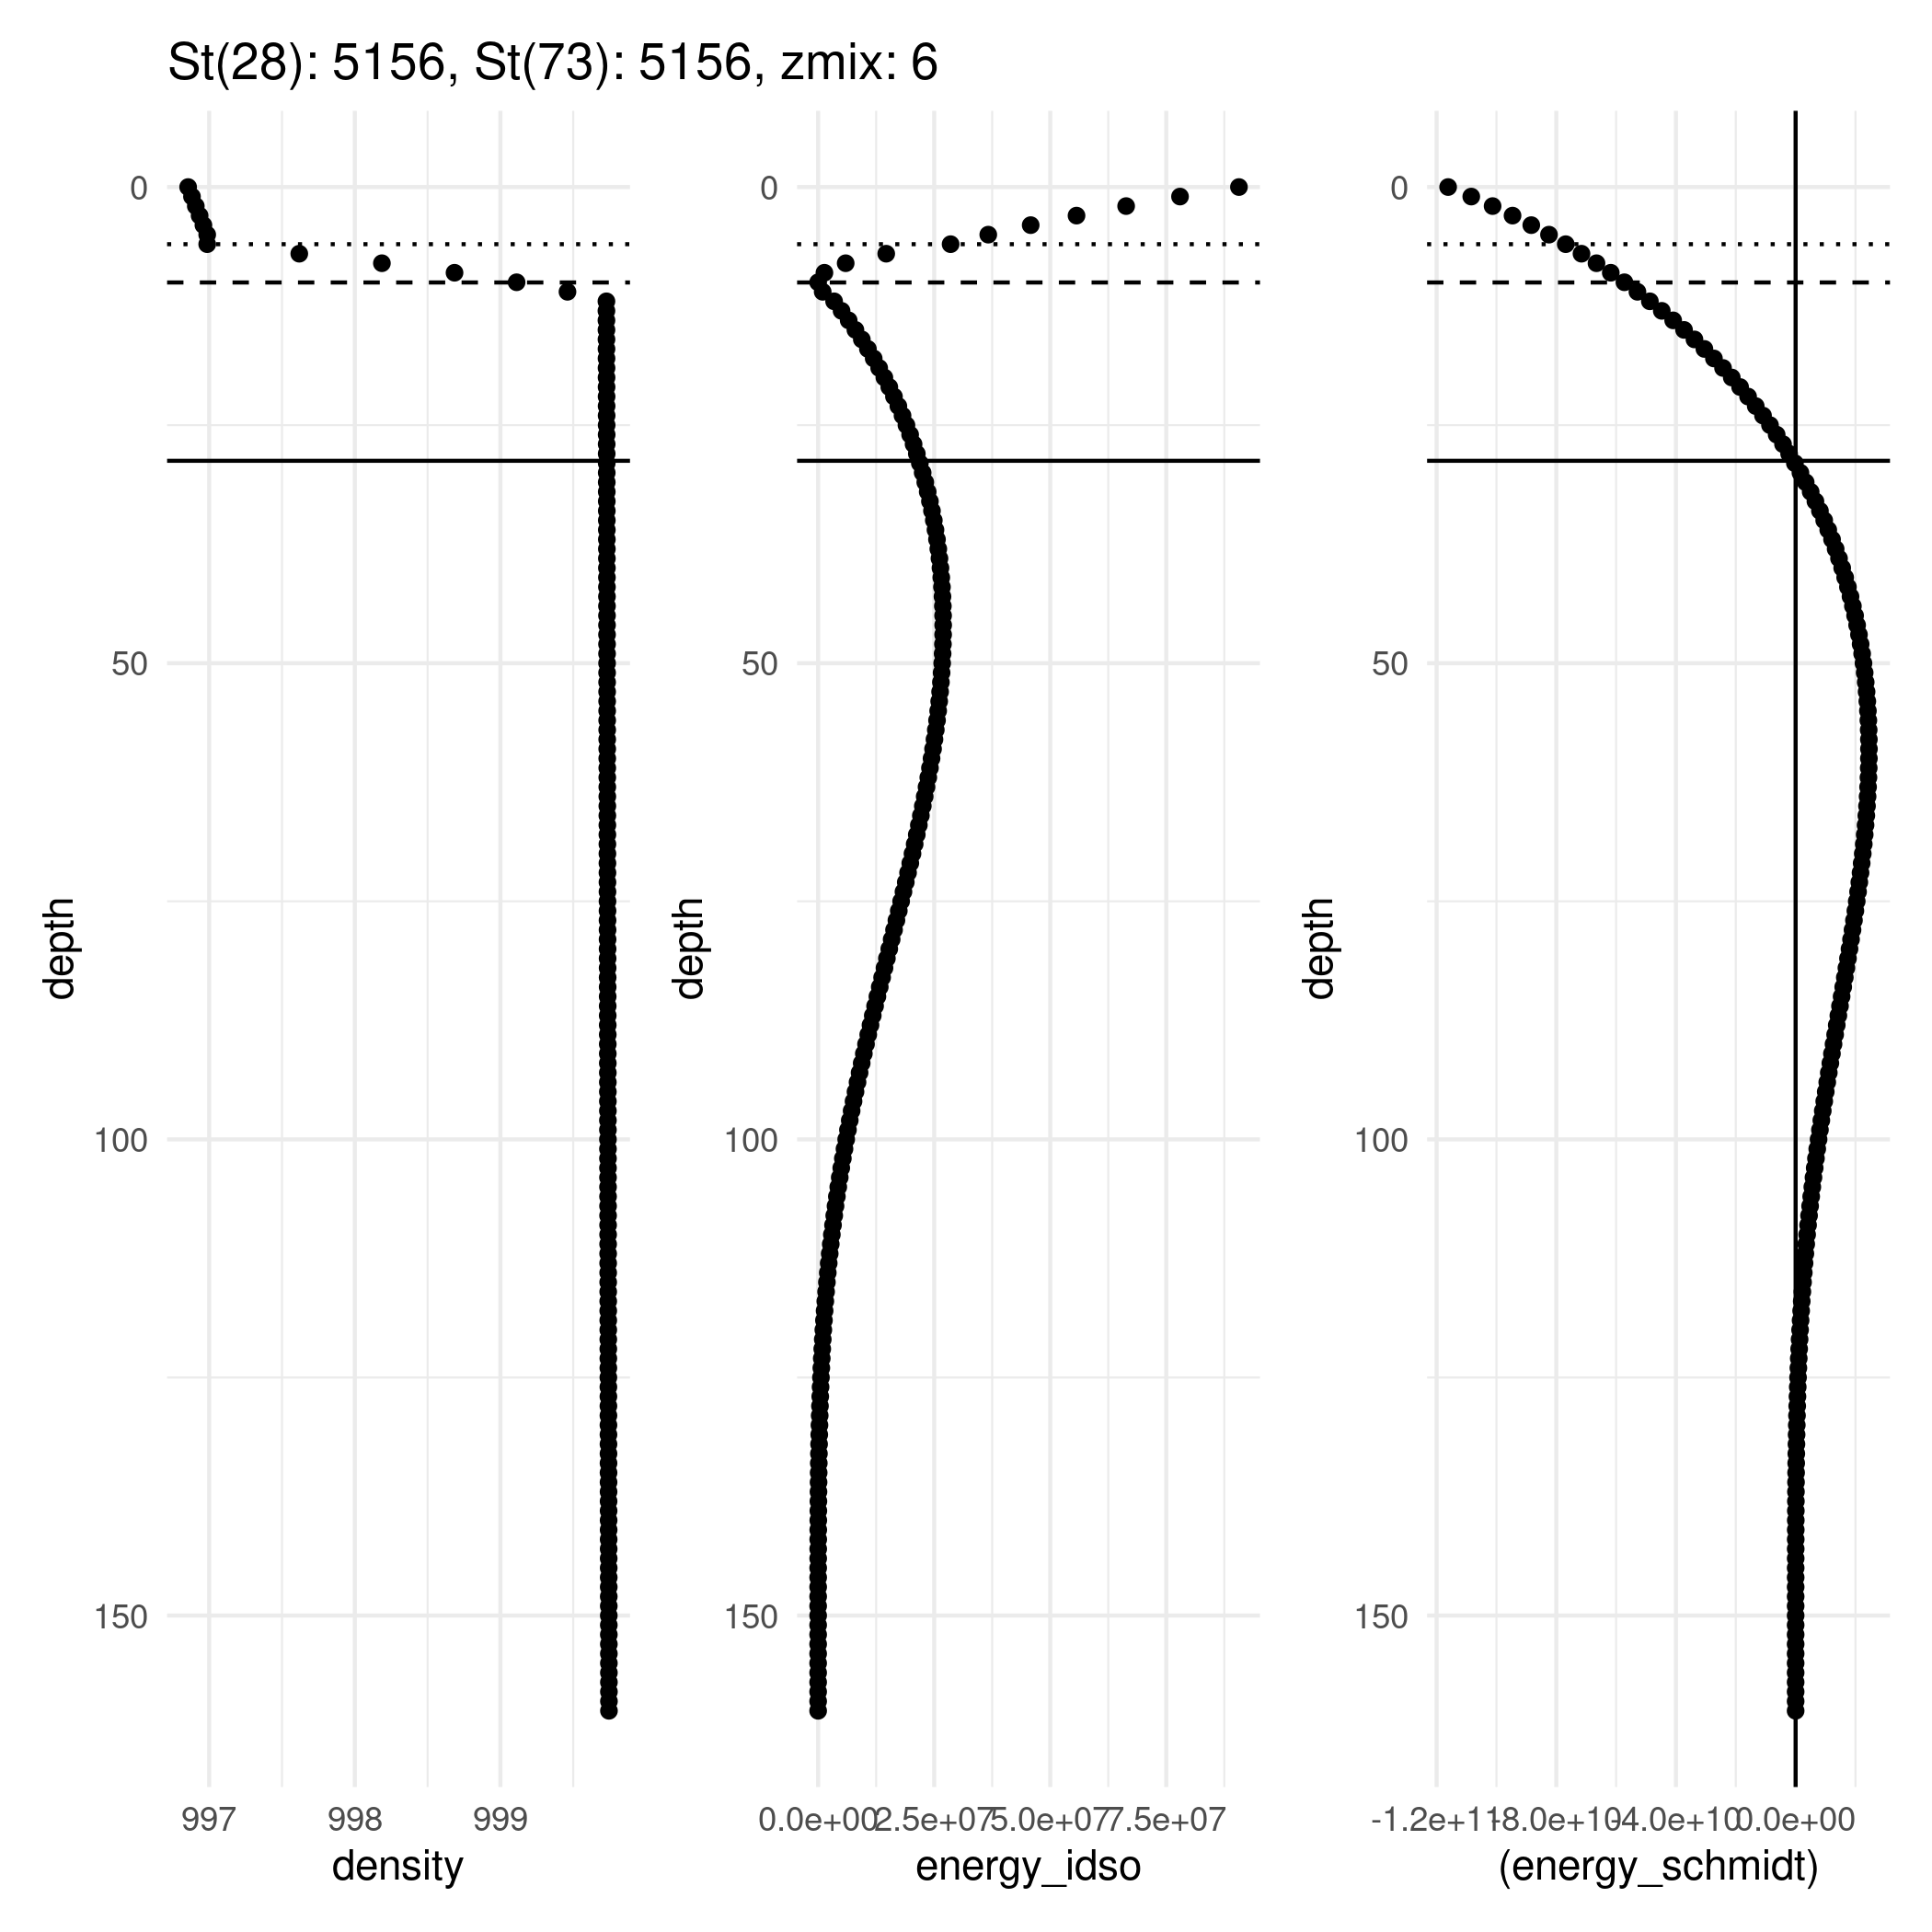 St(28): 5156, St(73): 5156, zmix: 6
0
50
100
150
depth
997
998
999
density
0
50
100
150
depth
0.0e+00
2.5e+07
5.0e+07
7.5e+07
energy_idso
0
50
100
150
depth
-1.2e+11
-8.0e+10
-4.0e+10
0.0e+00
(energy_schmidt)